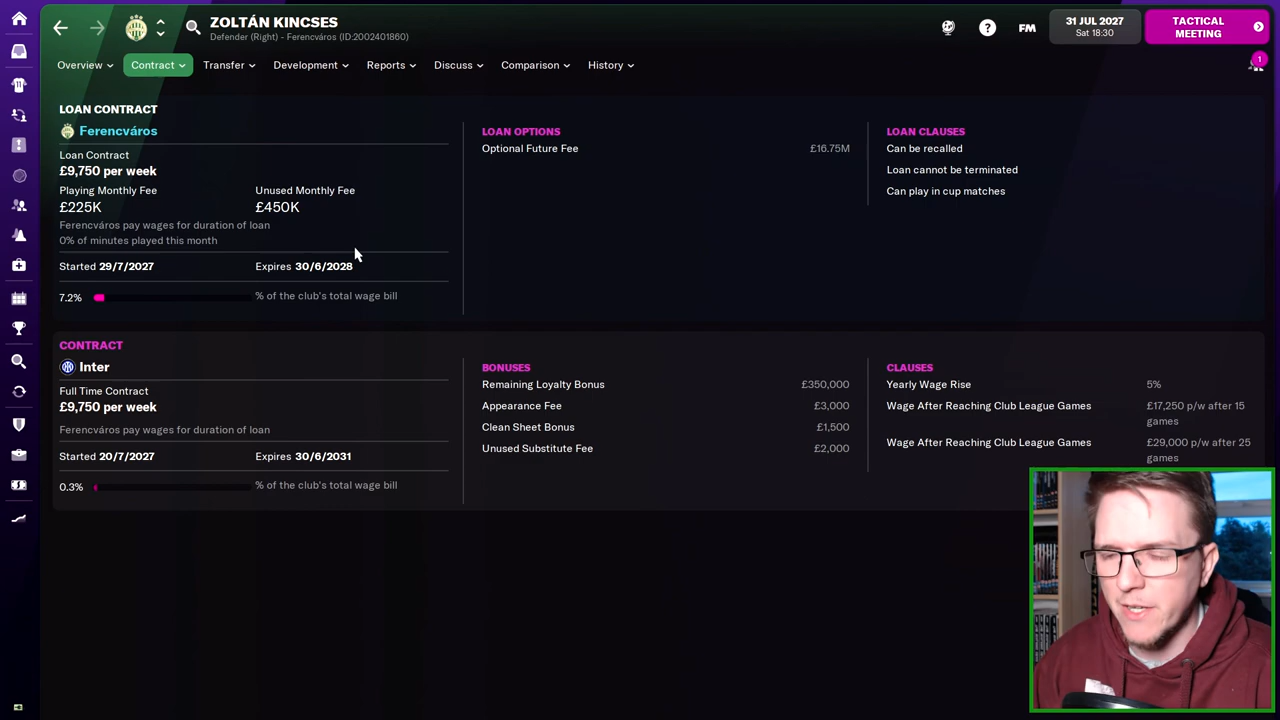 ZOLTÁN KINCSES
Defender (Right) - Ferencváros (ID:2002401860)
FM
31 JUL 2027
Sat 18:30
TACTICAL
MEETING
Overview
Contract
Transfer
Development
Reports
Discuss
Comparison
History
1
LOAN CONTRACT
Ferencváros
Loan Contract
£9,750 per week
Playing Monthly Fee
Unused Monthly Fee
£225K
£450K
Ferencváros pay wages for duration of loan
0% of minutes played this month
Started 29/7/2027
Expires 30/6/2028
7.2%
% of the club's total wage bill
LOAN OPTIONS
Optional Future Fee
£16.75M
LOAN CLAUSES
Can be recalled
Loan cannot be terminated
Can play in cup matches
CONTRACT
Inter
Full Time Contract
£9,750 per week
Ferencváros pay wages for duration of loan
Started 20/7/2027
Expires 30/6/2031
0.3%
% of the club's total wage bill
BONUSES
Remaining Loyalty Bonus
£350,000
Appearance Fee
£3,000
Clean Sheet Bonus
£1,500
Unused Substitute Fee
£2,000
CLAUSES
Yearly Wage Rise
5%
Wage After Reaching Club League Games
£17,250 p/w after 15
games
Wage After Reaching Club League Games
£29,000 p/w after 25
games